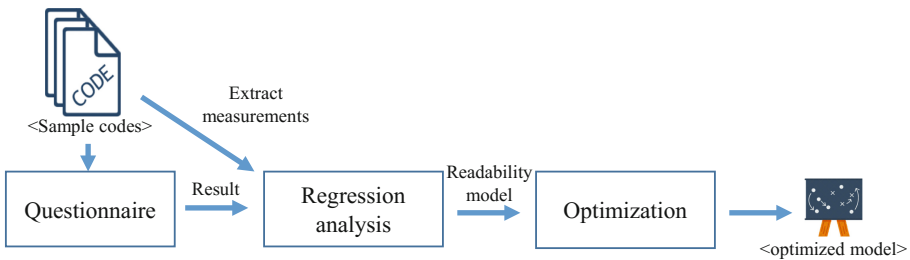 CODE
<Sample codes>
Extract
measurements
Questionnaire
Result
Regression
analysis
Readability
model
Optimization
<optimized model>